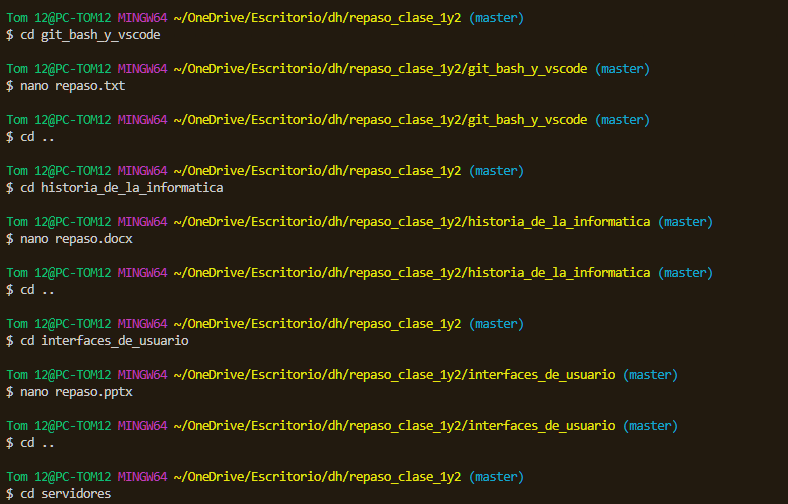 Tom 12@PC-TOM12 MINGW64 ~/OneDrive/Escritorio/dh/repaso_clase_1y2 (master)
$ cd git_bash_y_vscode
Tom 12@PC-TOM12 MINGW64 ~/OneDrive/Escritorio/dh/repaso_clase_1y2/git_bash_y_vscode (master)
$ nano repaso.txt
Tom 12@PC-TOM12 MINGW64 ~/OneDrive/Escritorio/dh/repaso_clase_1y2/git_bash_y_vscode (master)
$ cd ..
Tom 12@PC-TOM12 MINGW64 ~/OneDrive/Escritorio/dh/repaso_clase_1y2 (master)
$ cd historia_de_la_informatica
Tom 12@PC-TOM12 MINGW64 ~/OneDrive/Escritorio/dh/repaso_clase_1y2/historia_de_la_informatica (master)
$ nano repaso.docx
Tom 12@PC-TOM12 MINGW64 ~/OneDrive/Escritorio/dh/repaso_clase_1y2/historia_de_la_informatica (master)
$ cd ..
Tom 12@PC-TOM12 MINGW64 ~/OneDrive/Escritorio/dh/repaso_clase_1y2 (master)
$ cd interfaces_de_usuario
Tom 12@PC-TOM12 MINGW64 ~/OneDrive/Escritorio/dh/repaso_clase_1y2/interfaces_de_usuario (master)
$ nano repaso.pptx
Tom 12@PC-TOM12 MINGW64 ~/OneDrive/Escritorio/dh/repaso_clase_1y2/interfaces_de_usuario (master)
$ cd ..
Tom 12@PC-TOM12 MINGW64 ~/OneDrive/Escritorio/dh/repaso_clase_1y2 (master)
$ cd servidores